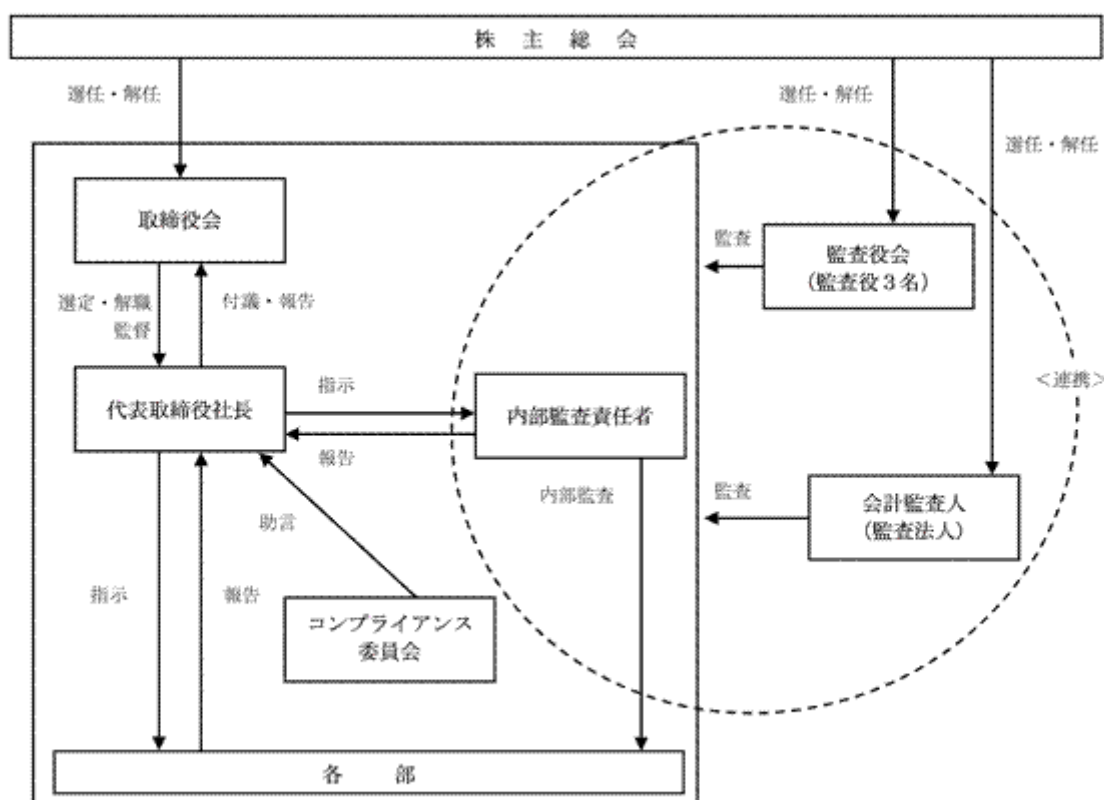 株主総会
選任・解任
選任・解任
選任・解任
取締役会
監査
監査役会
(監査役3名)
選定・解職
監督
付議・報告
<連携>
代表取締役社長
指示
報告
内部監査責任者
内部監査
監査
会計監査人
(監査法人)
助言
指示
報告
コンプライアンス
委員会
各部